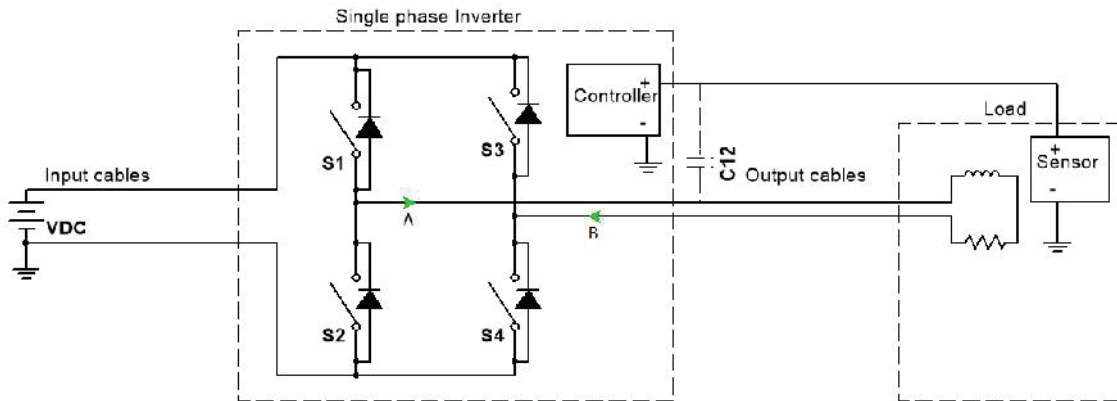 Single phase Inverter
Controller
+
-
S1
S3
C12
Load
+
Sensor
-
Input cables
Output cables
VDC
A
B
S2
S4